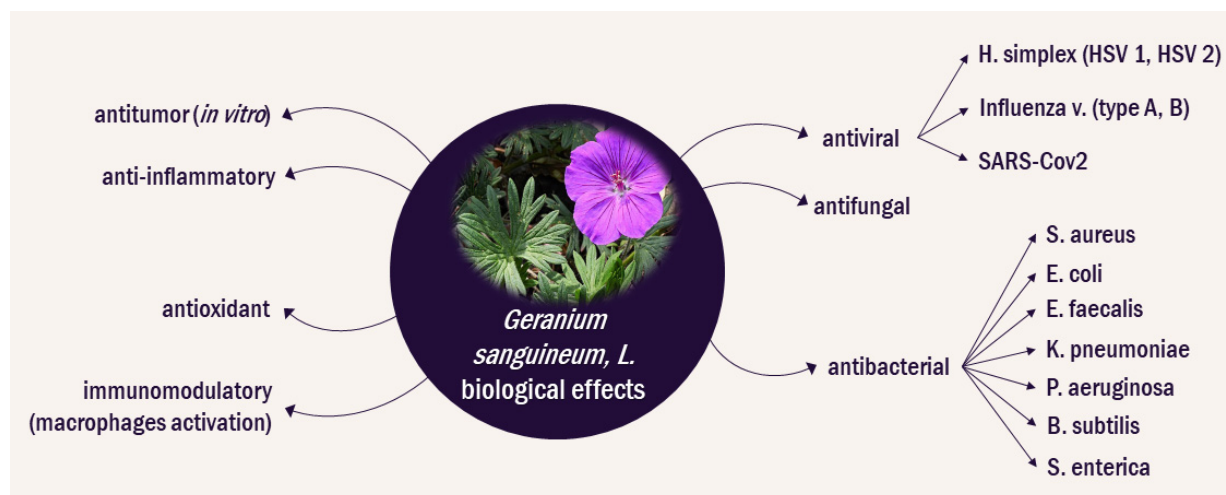 antitumor (in vitro)
anti-inflammatory
antioxidant
immunomodulatory
(macrophages activation)
Geranium
sanguineum, L.
biological effects
antiviral
H. simplex (HSV 1, HSV 2)
Influenza v. (type A, B)
SARS-Cov2
antifungal
antibacterial
S. aureus
E. coli
E. faecalis
K. pneumoniae
P. aeruginosa
B. subtilis
S. enterica